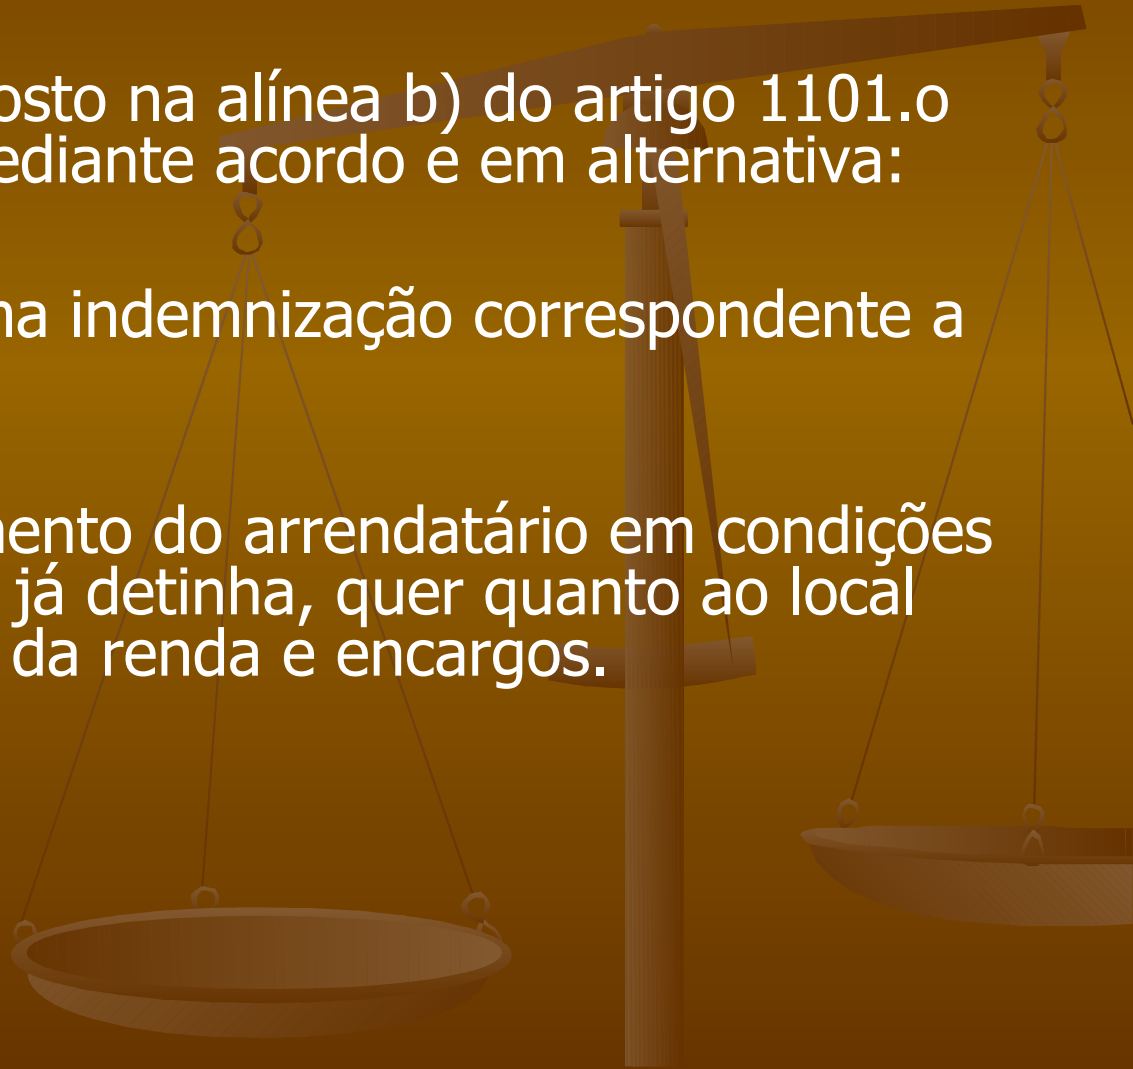 osto na alínea b) do artigo 1101.o
ediante acordo e em alternativa:
na indemnização correspondente a
mento do arrendatário em condições
já detinha, quer quanto ao local
da renda e encargos.